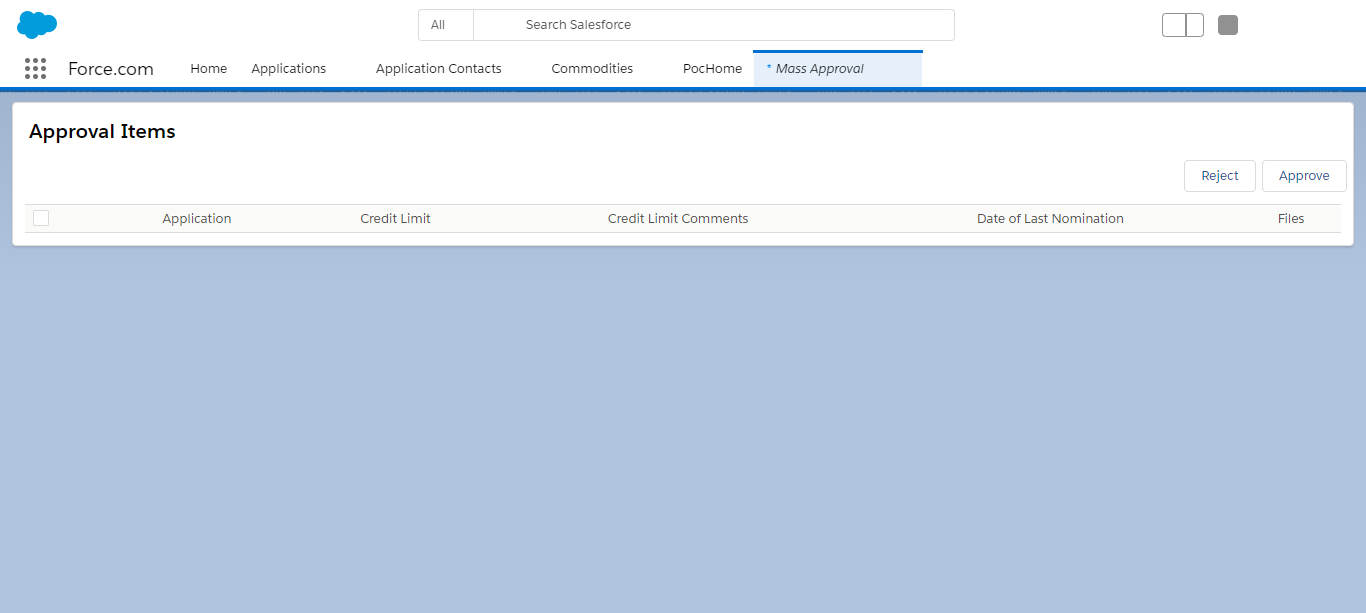 All Search Salesforce
Force.com Home Applications Application Contacts Commodities PocHome * Mass Approval
Approval Items
Reject Approve
Application Credit Limit Credit Limit Comments Date of Last Nomination Files